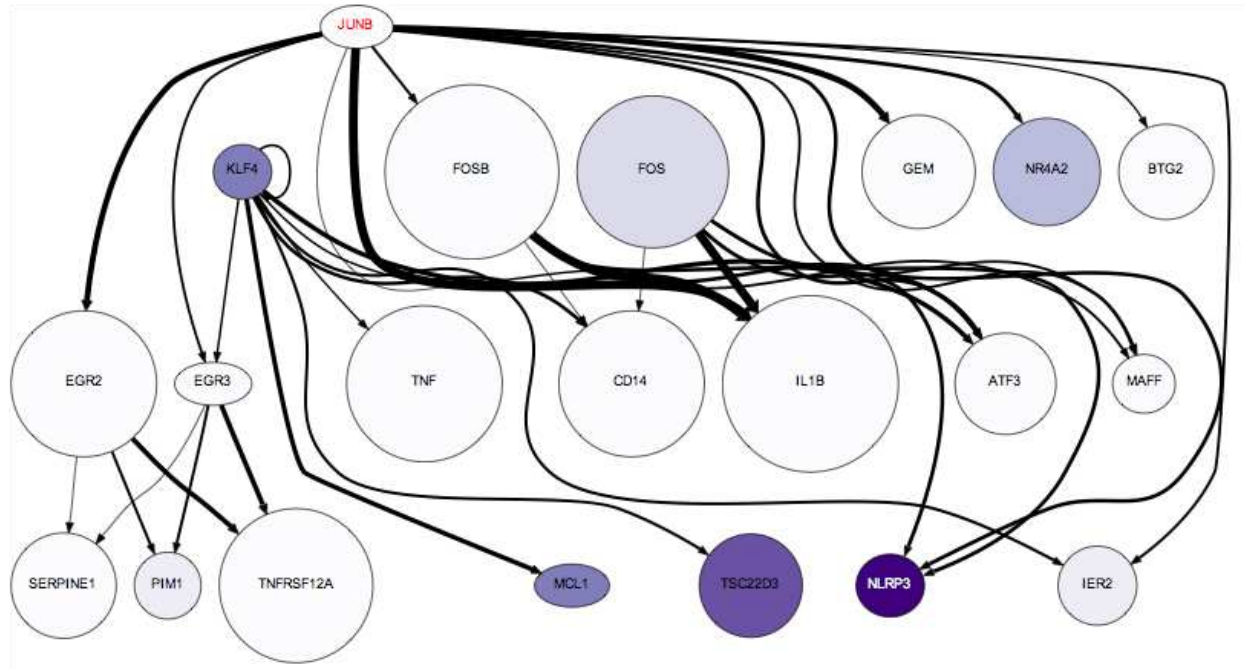 JUNB
KLF4
FOSB
FOS
GEM
NR4A2
BTG2
EGR2
EGR3
TNF
CD14
IL1B
ATF3
MAFF
SERPINE1
PIM1
TNFRSF12A
MCL1
TSC22D3
NLRP3
IER2